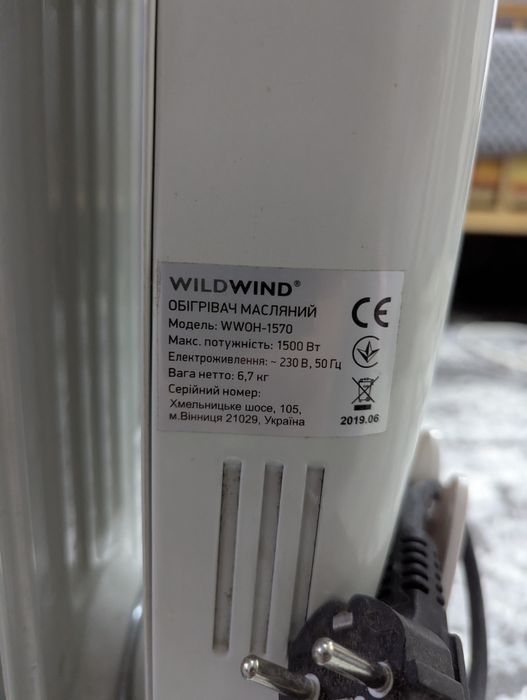 WILDWIND®
ОБІГРІВАЧ МАСЛЯНИЙ
Модель: WWOH-1570
Макс. потужність: 1500 Вт
Електроживлення: ~ 230 В, 50 Гц
Вага нетто: 6,7 кг
Серійний номер:
Хмельницьке шосе, 105,
м.Вінниця 21029, Україна
CE
2019.06